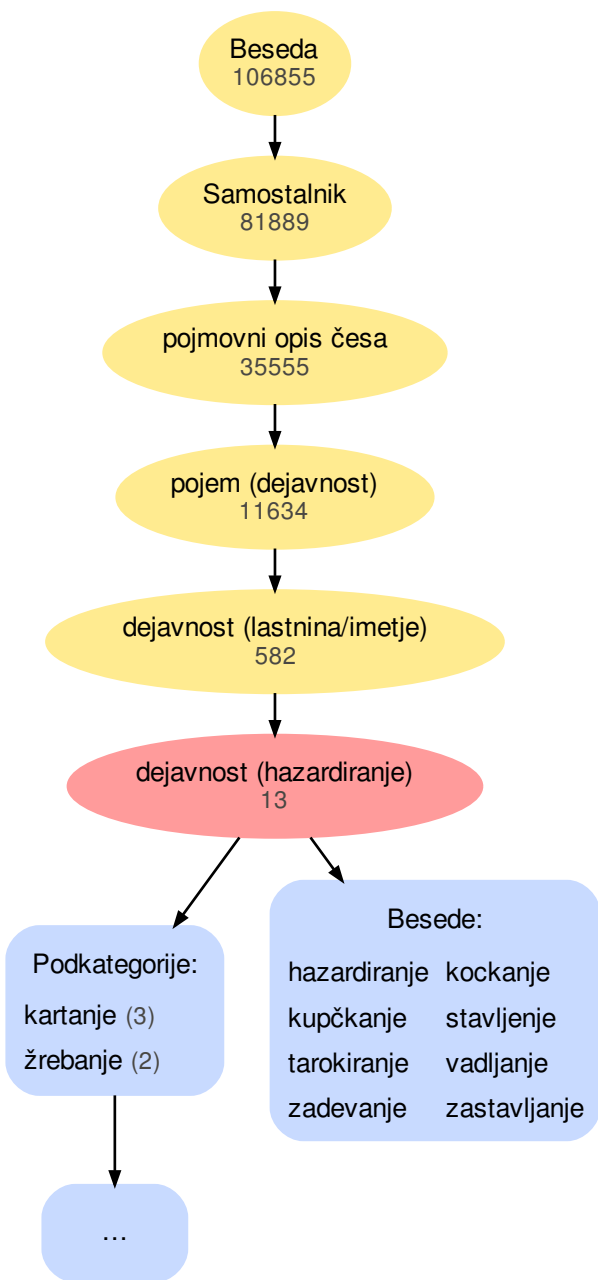 Beseda
106855
Samostalnik
81889
pojmovni opis česa
35555
pojem (dejavnost)
11634
dejavnost (lastnina/imetje)
582
dejavnost (hazardiranje)
13
Podkategorije:
kartanje (3)
žrebanje (2)
...
Besede:
hazardiranje kockanje
kupčkanje stavljenje
tarokiranje vadljanje
zadevanje zastavljanje